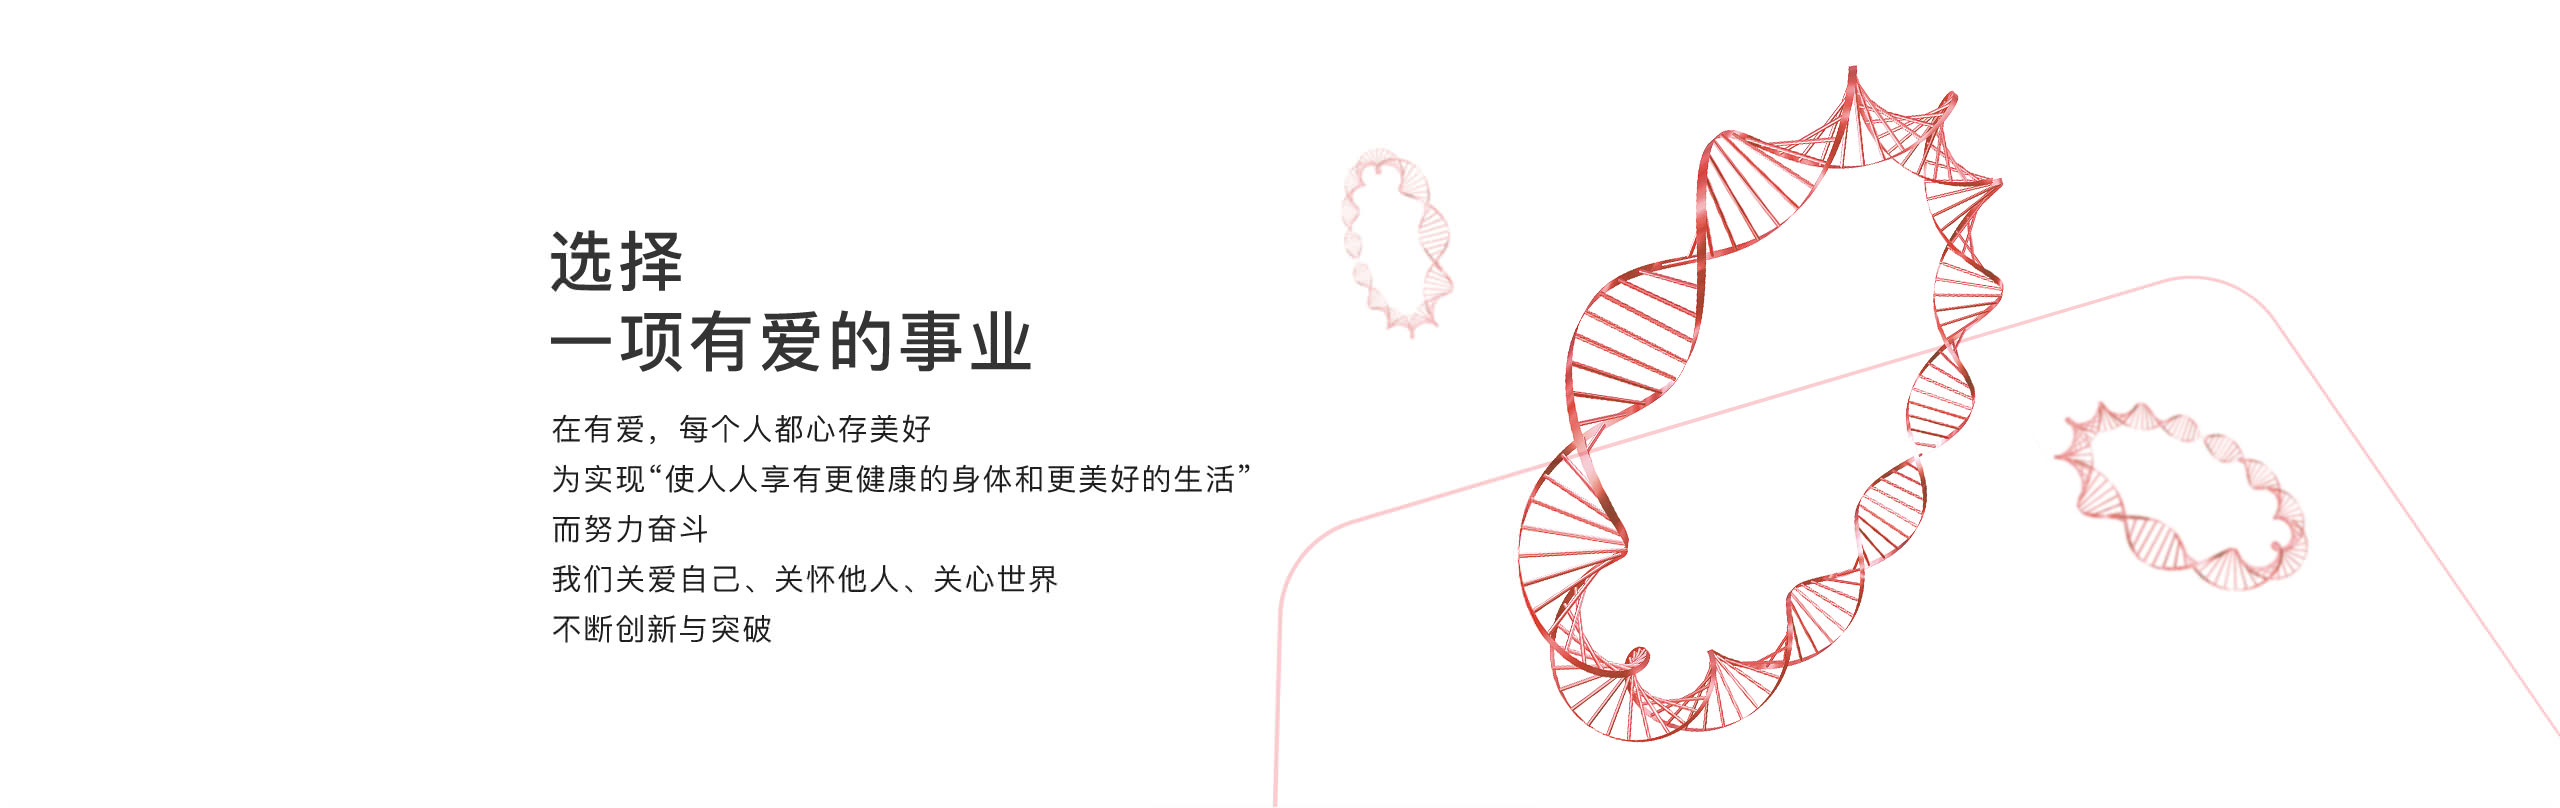 选择
一项有爱的事业
在有爱，每个人都心存美好
为实现“使人人享有更健康的身体和更美好的生活”
而努力奋斗
我们关爱自己、关怀他人、关心世界
不断创新与突破